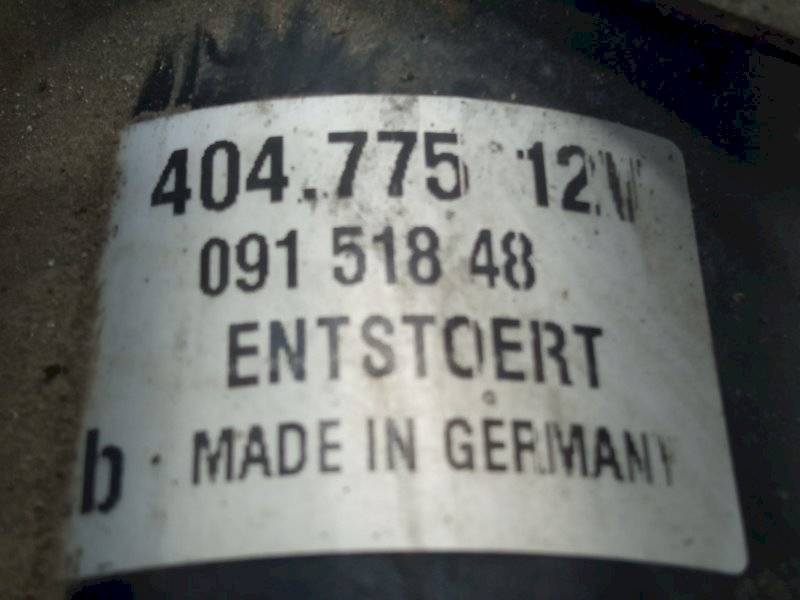 404.775 12V
091 518 48
ENTSTOERT
b MADE IN GERMANY